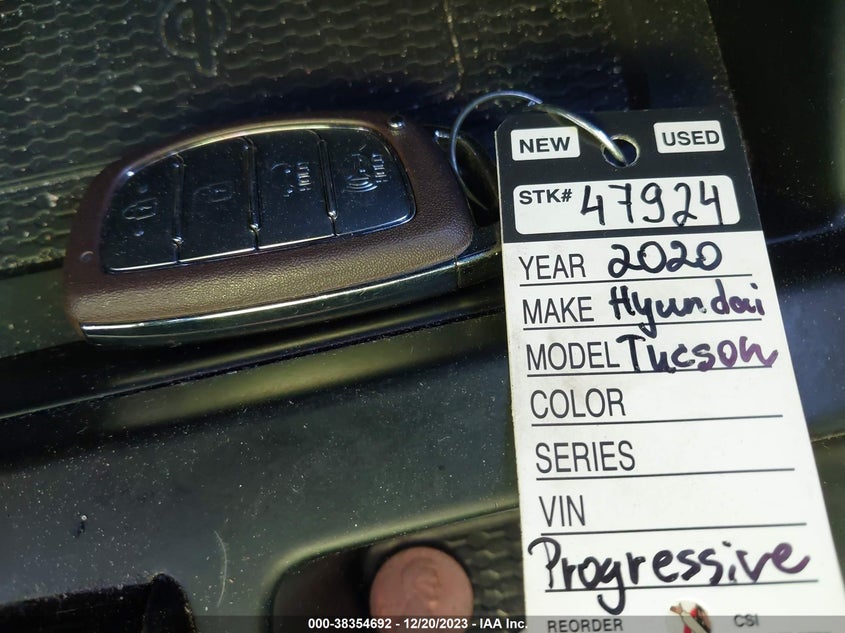 NEW USED
STK# 47924
YEAR 2020
MAKE Hyundai
MODEL Tucson
COLOR
SERIES
VIN
Progressive
REORDER CSI
000-38354692 - 12/20/2023 - IAA Inc.